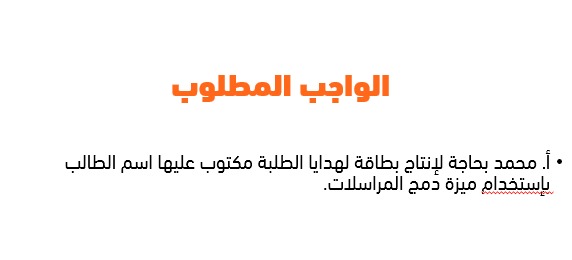 الواجب المطلوب
• أ. محمد بحاجة لإنتاج بطاقة لهدايا الطلبة مكتوب عليها اسم الطالب
بإستخدام ميزة دمج المراسلات.